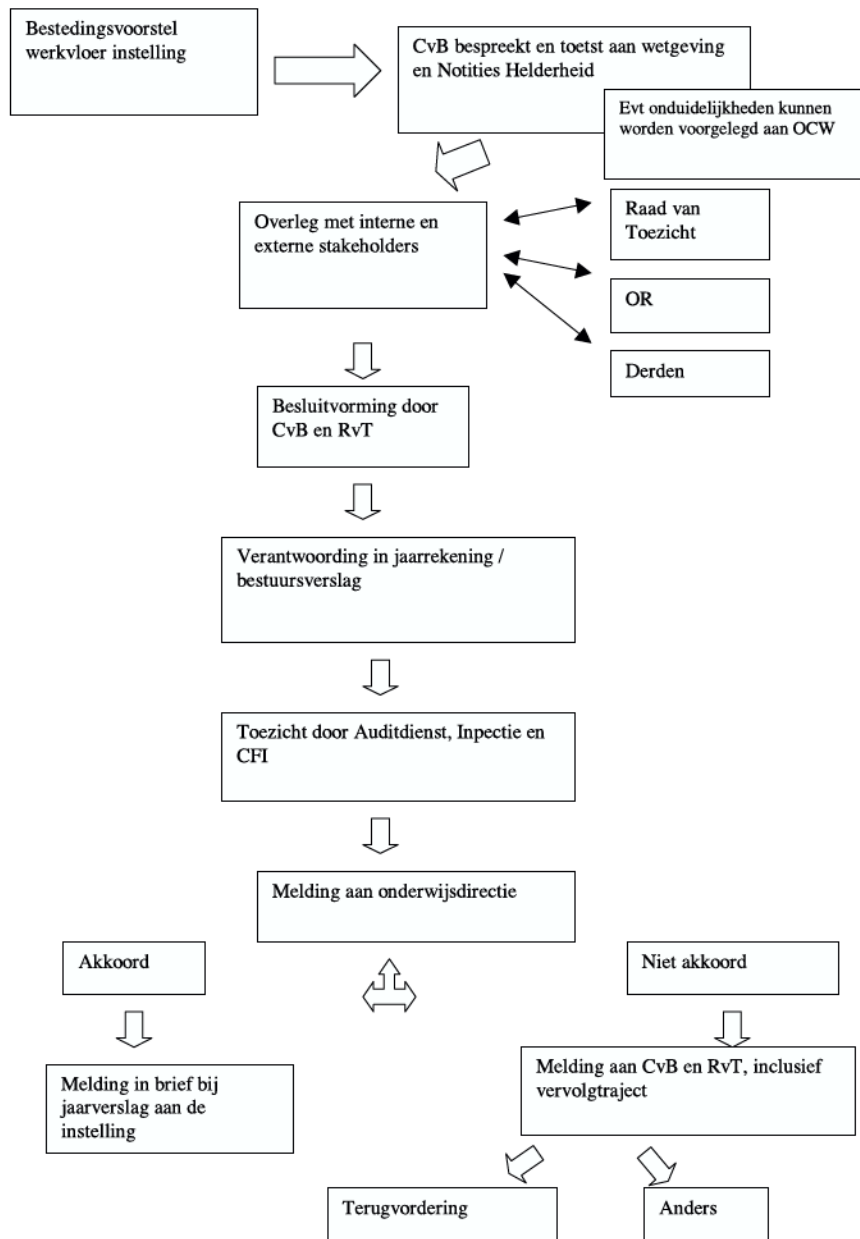 Bestedingsvoorstel
werkvloer instelling
CvB bespreekt en toetst aan wetgeving
en Notities Helderheid
Evt onduidelijkheden kunnen
worden voorgelegd aan OCW
Overleg met interne en
externe stakeholders
Raad van
Toezicht
OR
Derden
Besluitvorming door
CvB en RvT
Verantwoording in jaarrekening /
bestuursverslag
Toezicht door Auditdienst, Inpectie en
CFI
Melding aan onderwijsdirectie
Akkoord
Niet akkoord
Melding in brief bij
jaarverslag aan de
instelling
Melding aan CvB en RvT, inclusief
vervolgtraject
Terugvordering
Anders